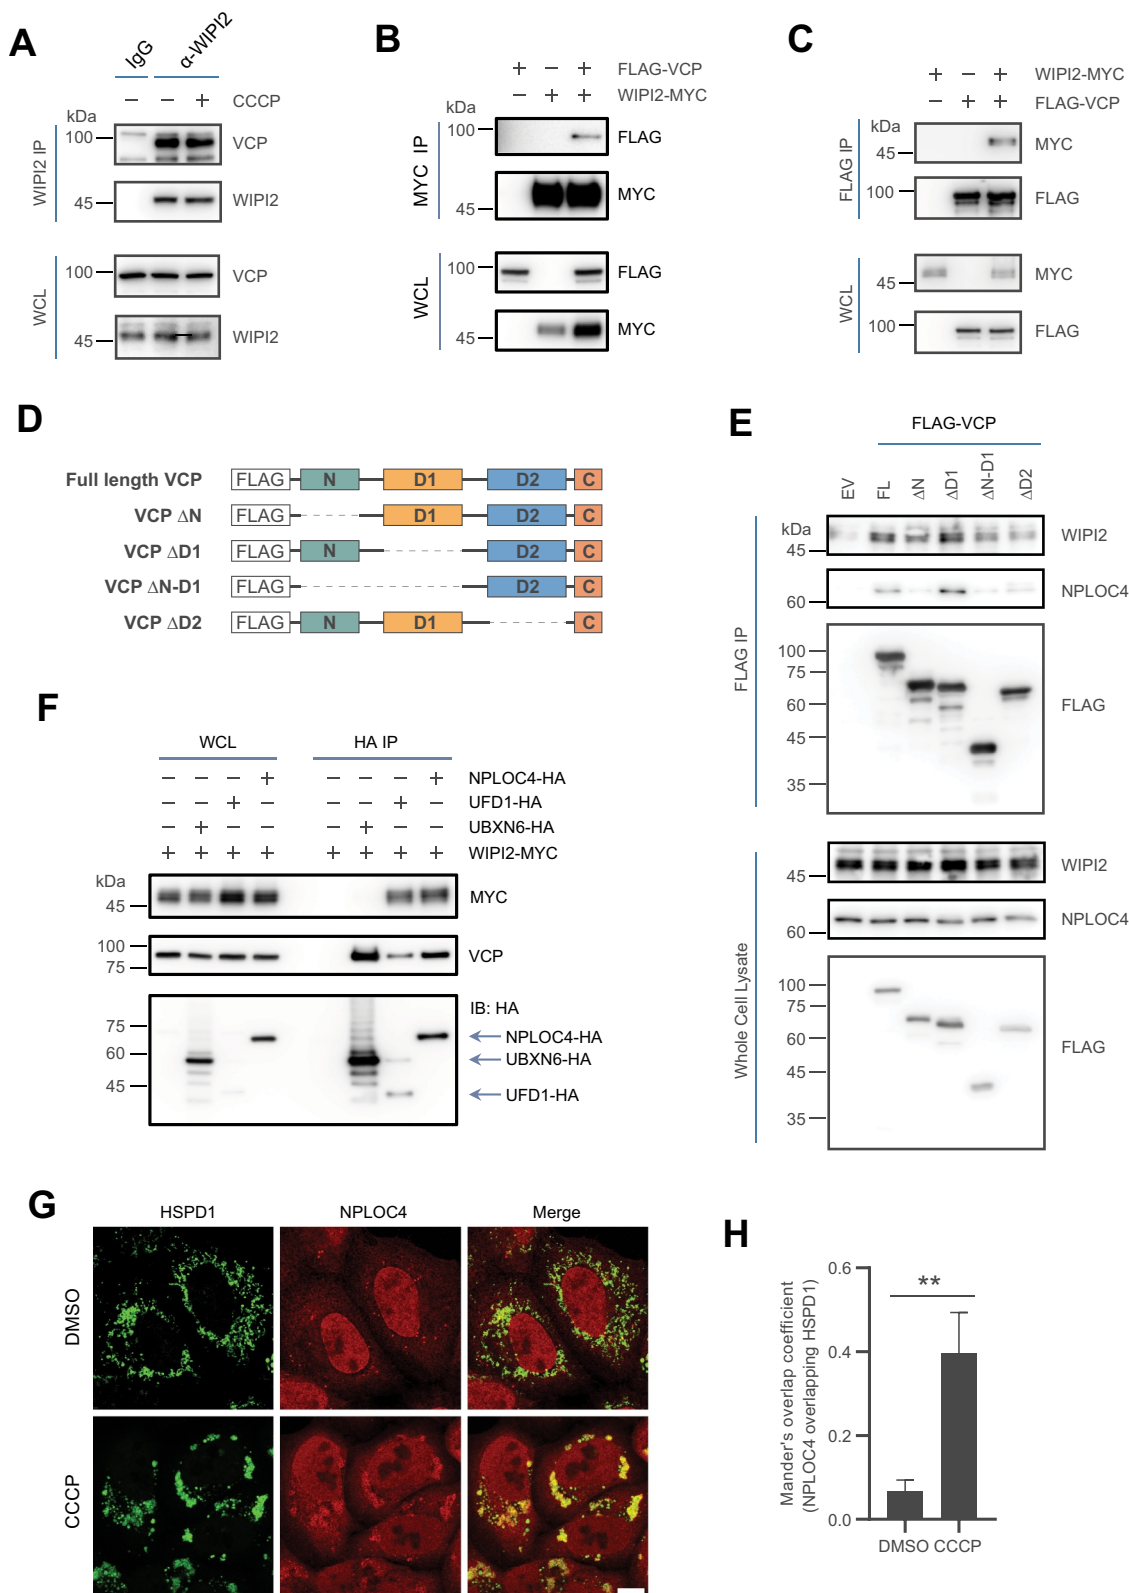 A
IgG
α-WIPI2
− − + CCCP
kDa
WIPI2 IP
100
VCP
45
WIPI2
WCL
100
VCP
45
WIPI2
B
+ − + FLAG-VCP
− + + WIPI2-MYC
kDa
MYC IP
100
FLAG
45
MYC
WCL
100
FLAG
45
MYC
C
+ − + WIPI2-MYC
− + + FLAG-VCP
kDa
FLAG IP
45
MYC
100
FLAG
WCL
45
MYC
100
FLAG
D
Full length VCP FLAG N D1 D2 C
VCP ΔN FLAG D1 D2 C
VCP ΔD1 FLAG N D2 C
VCP ΔN-D1 FLAG D2 C
VCP ΔD2 FLAG N D1 C
E
FLAG-VCP
EV FL ΔN ΔD1 ΔN-D1 ΔD2
kDa
FLAG IP
45
WIPI2
60
NPLOC4
100
75
60
45
35
FLAG
Whole Cell Lysate
45
WIPI2
60
NPLOC4
100
75
60
45
35
FLAG
F
WCL HA IP
− − − + − − − + NPLOC4-HA
− − + − − − + − UFD1-HA
− + − − − + − − UBXN6-HA
+ + + + + + + + WIPI2-MYC
kDa
45
MYC
100
75
VCP
IB: HA
75
60
45
NPLOC4-HA
UBXN6-HA
UFD1-HA
G
HSPD1 NPLOC4 Merge
DMSO
CCCP
H
Mander's overlap coefficient
(NPLOC4 overlapping HSPD1)
0.6
0.4
0.2
0.0
**
DMSO CCCP